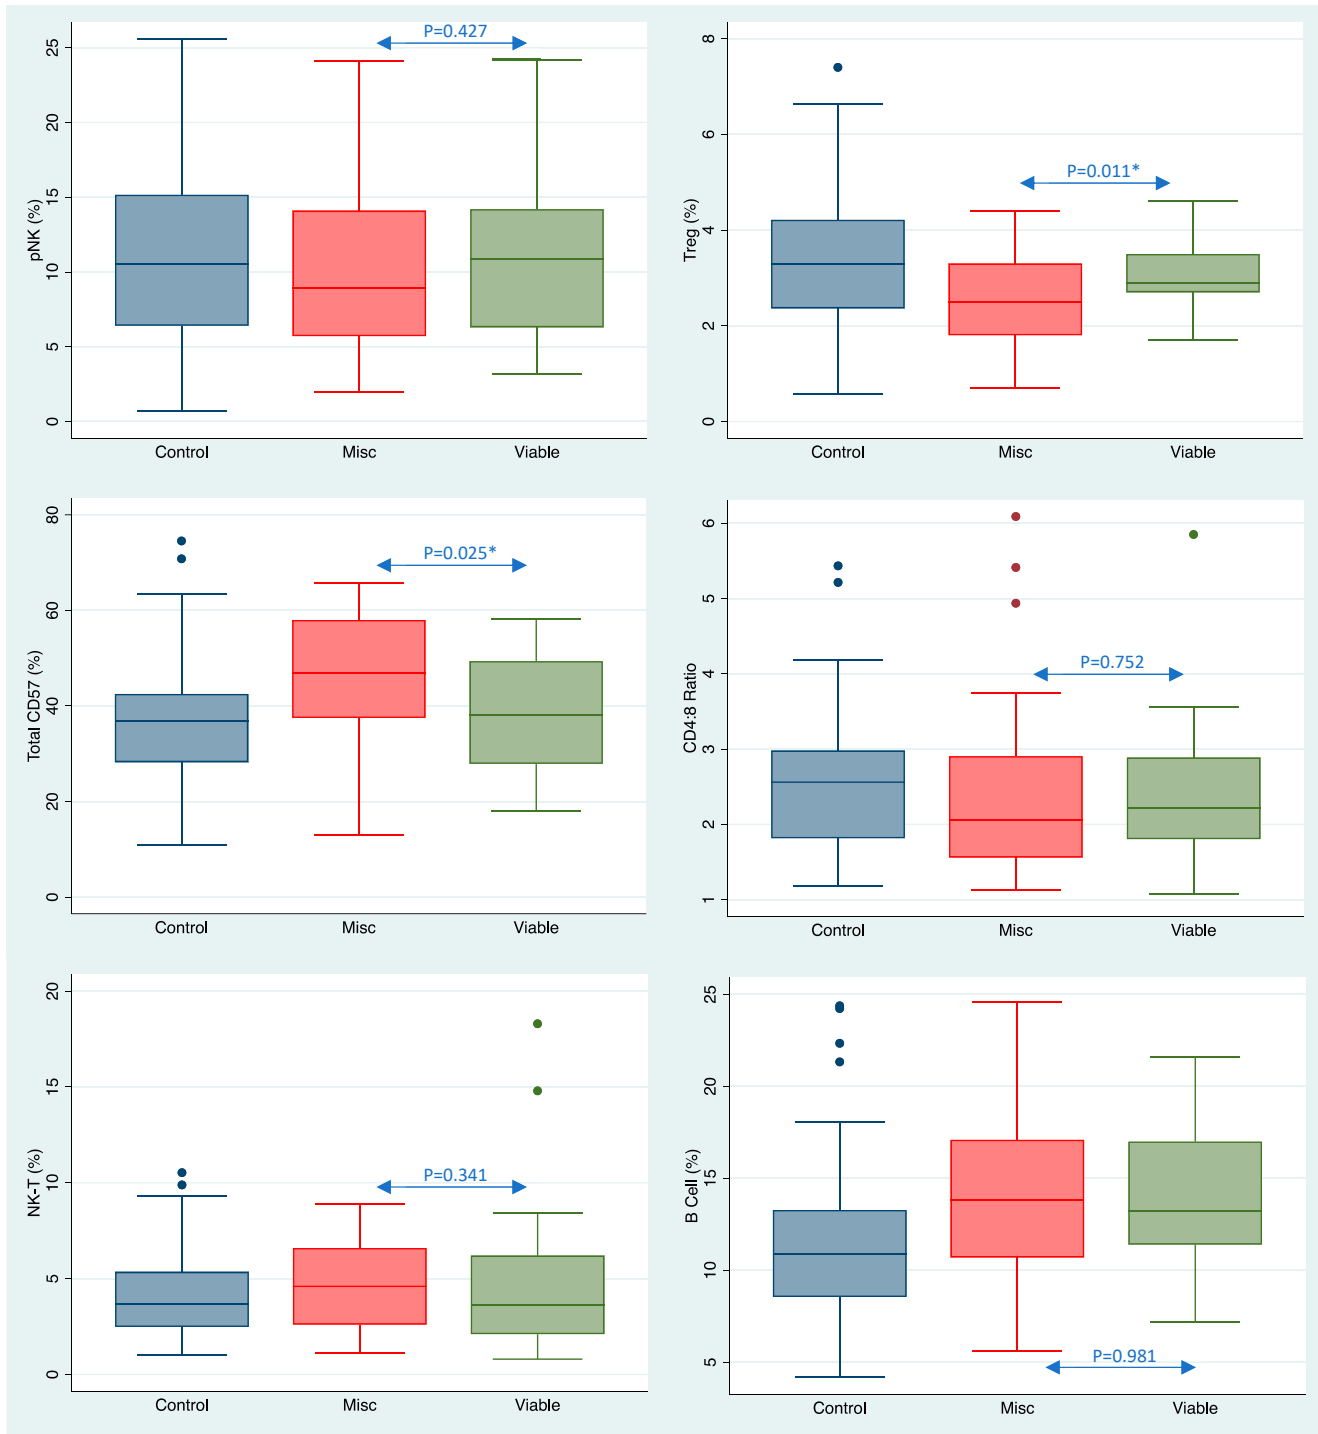 P=0.427
25
20
15
10
5
0
pNK (%)
Control Misc Viable
P=0.011*
8
6
4
2
0
Treg (%)
Control Misc Viable
P=0.025*
80
60
40
20
0
Total CD57 (%)
Control Misc Viable
P=0.752
6
5
4
3
2
1
CD4:8 Ratio
Control Misc Viable
P=0.341
20
15
10
5
0
NK-T (%)
Control Misc Viable
25
20
15
10
5
B Cell (%)
P=0.981
Control Misc Viable